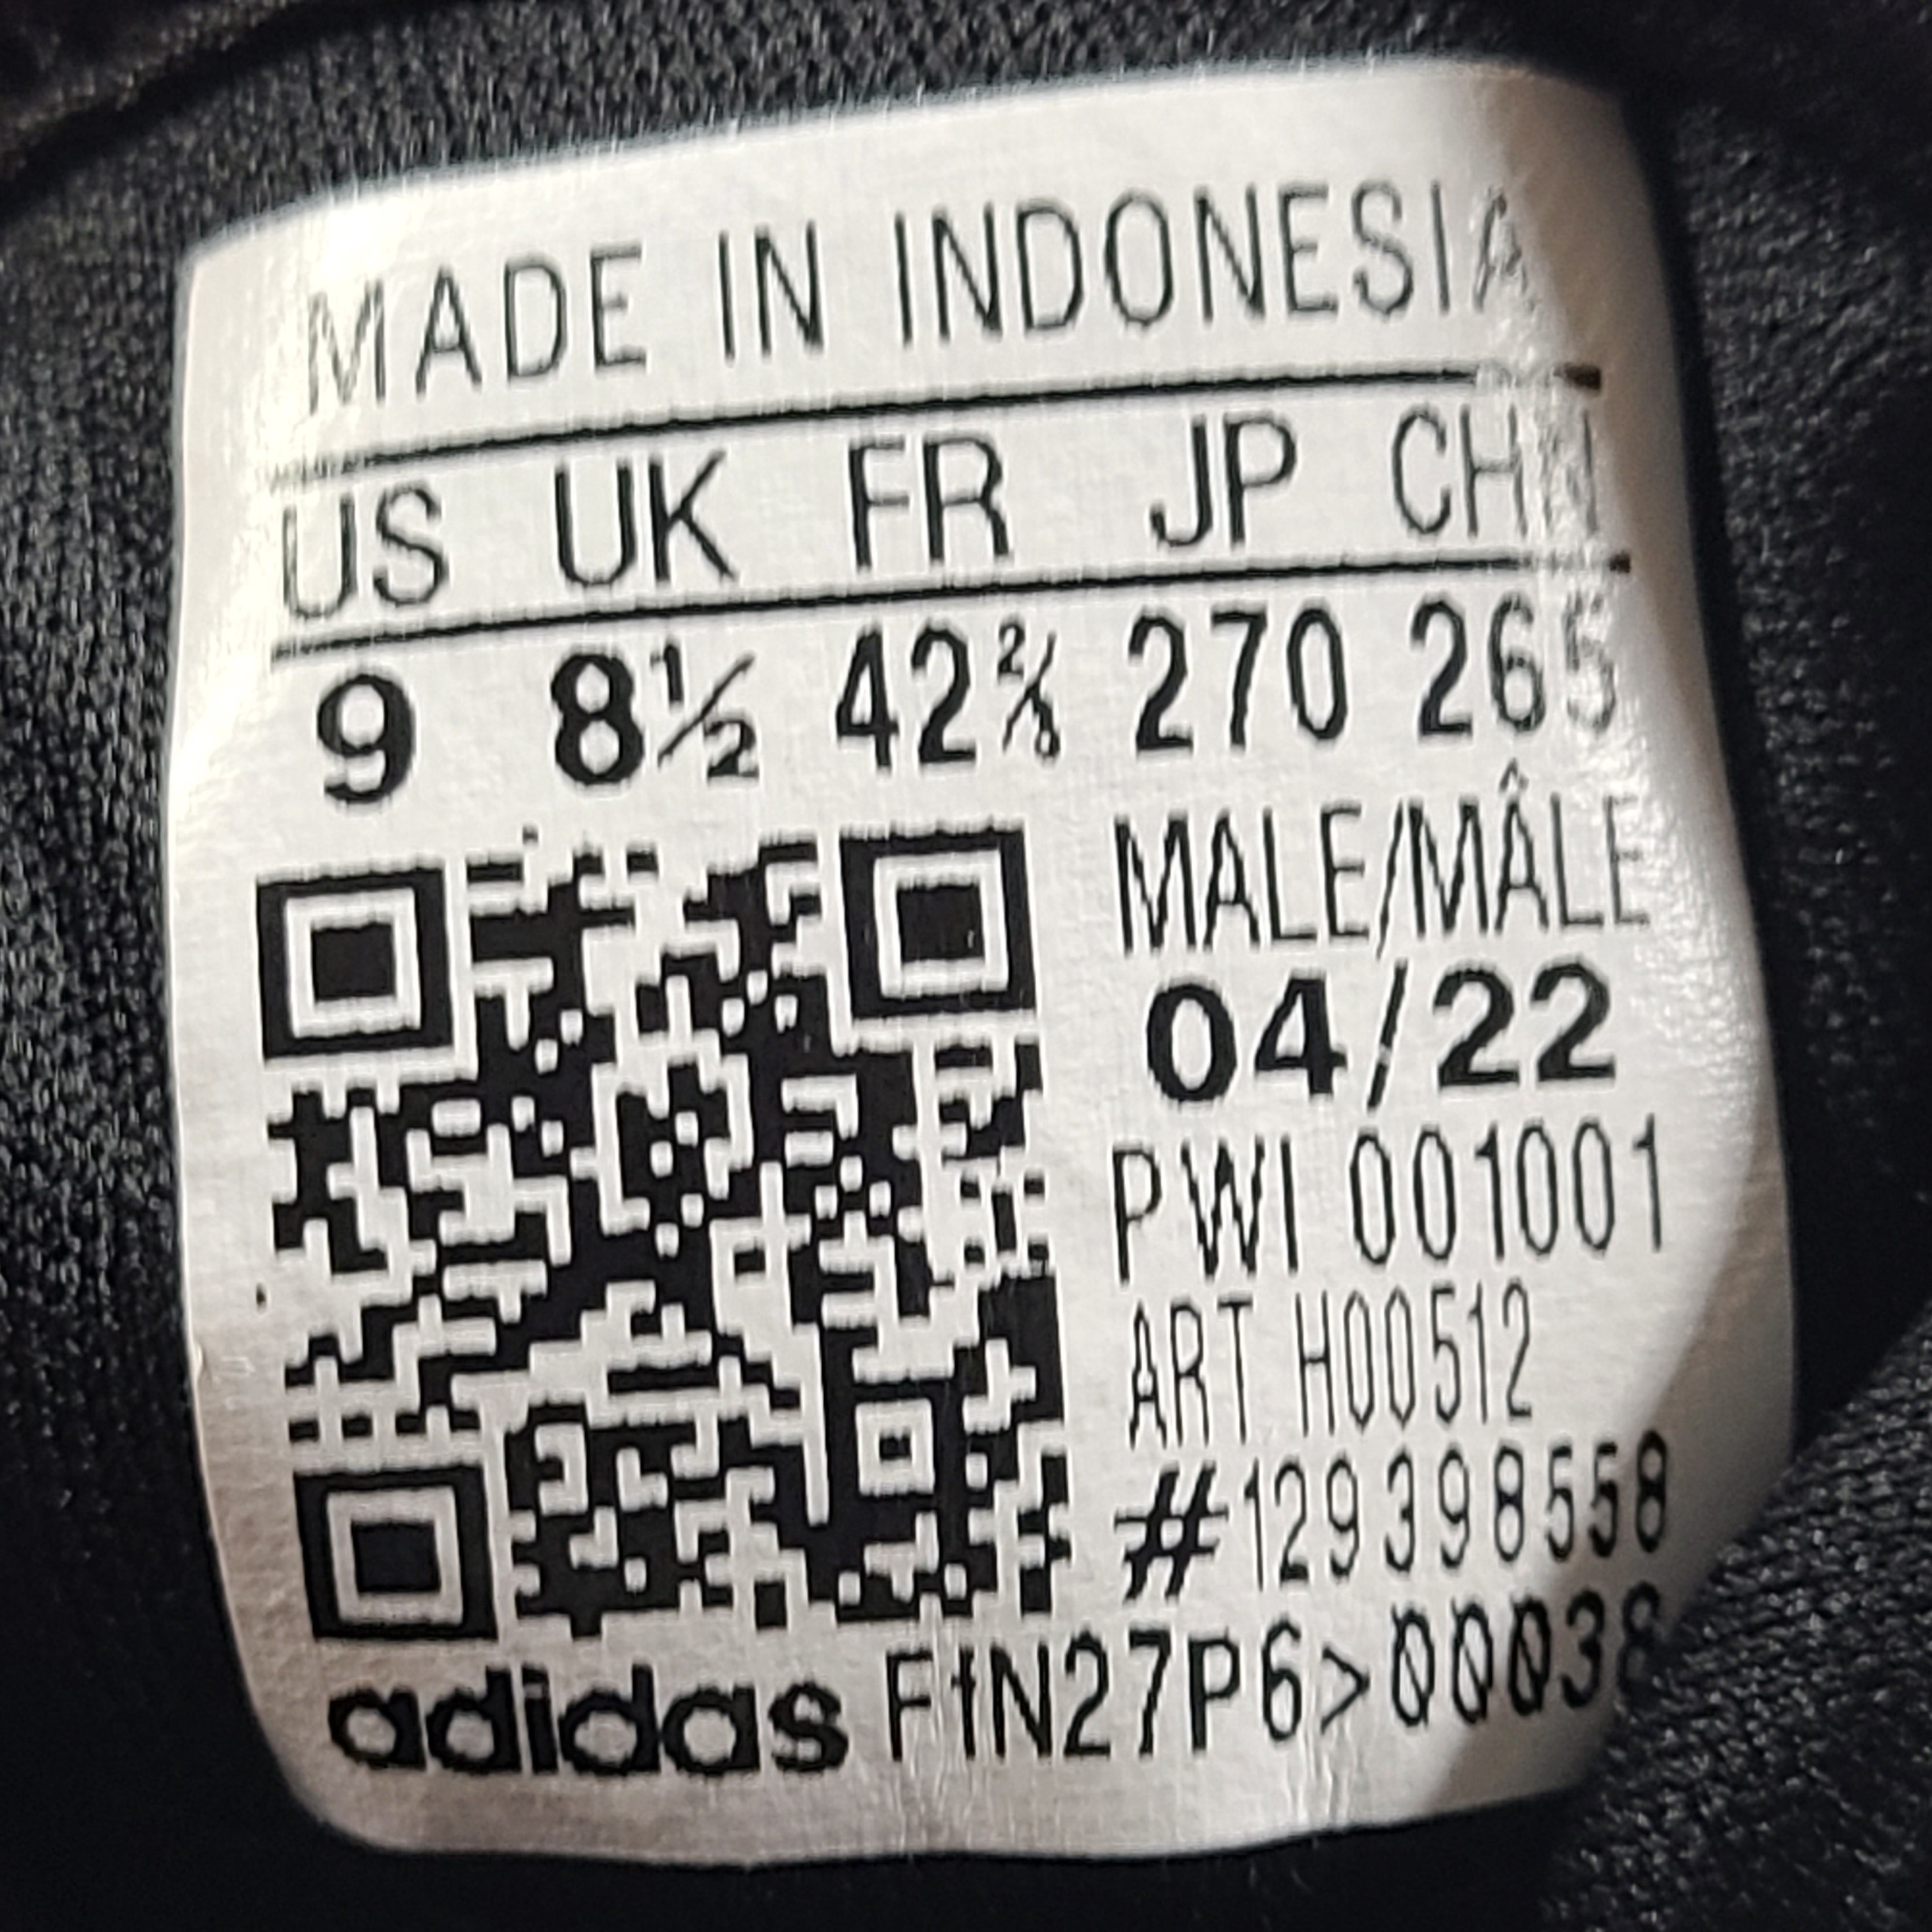 MADE IN INDONESIA
US UK FR JP CHN
9 8½ 42⅔ 270 265
MALE/MÂLE
04/22
PWI 001001
ART H00512
#129398558
adidas F1N27P6>00038